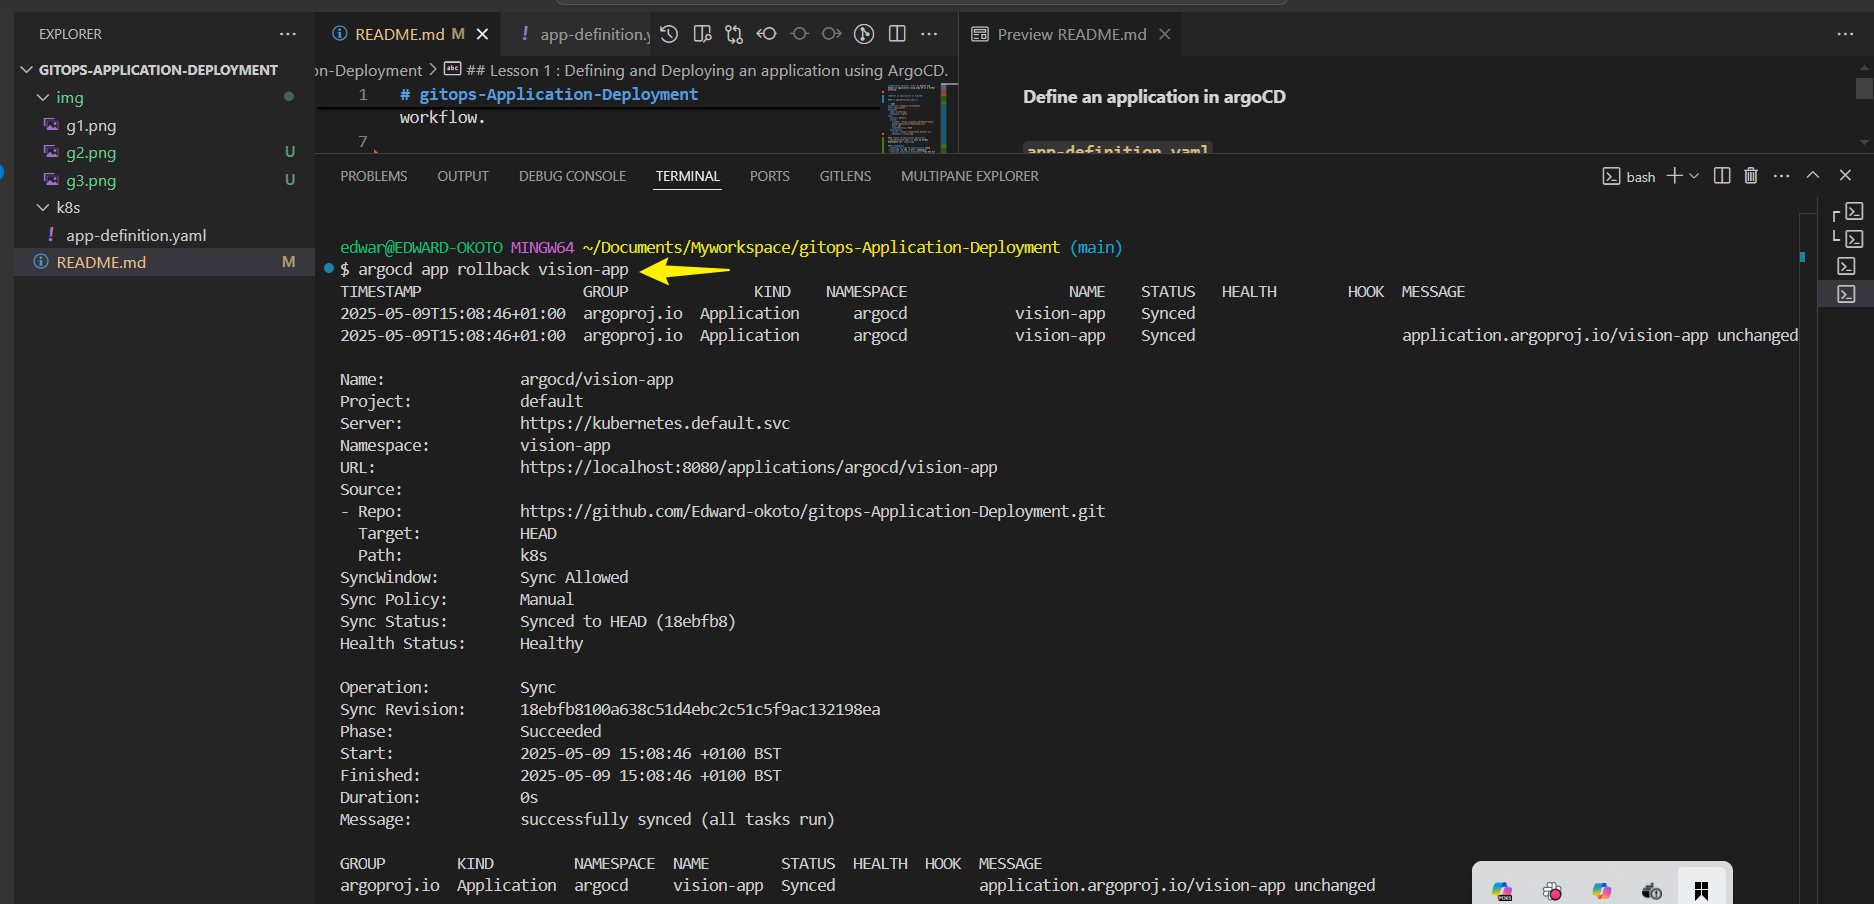 EXPLORER
GITOPS-APPLICATION-DEPLOYMENT
img
g1.png
g2.png U
g3.png U
k8s
! app-definition.yaml
README.md M
README.md M
! app-definition.y
Preview README.md
on-Deployment > ## Lesson 1 : Defining and Deploying an application using ArgoCD.
1 # gitops-Application-Deployment
workflow.
7
Define an application in argoCD
app-definition.yaml
PROBLEMS OUTPUT DEBUG CONSOLE TERMINAL PORTS GITLENS MULTIPANE EXPLORER
bash
edwar@EDWARD-OKOTO MINGW64 ~/Documents/Myworkspace/gitops-Application-Deployment (main)
$ argocd app rollback vision-app
TIMESTAMP GROUP KIND NAMESPACE NAME STATUS HEALTH HOOK MESSAGE
2025-05-09T15:08:46+01:00 argoproj.io Application argocd vision-app Synced
2025-05-09T15:08:46+01:00 argoproj.io Application argocd vision-app Synced application.argoproj.io/vision-app unchanged
Name: argocd/vision-app
Project: default
Server: https://kubernetes.default.svc
Namespace: vision-app
URL: https://localhost:8080/applications/argocd/vision-app
Source:
- Repo: https://github.com/Edward-okoto/gitops-Application-Deployment.git
Target: HEAD
Path: k8s
SyncWindow: Sync Allowed
Sync Policy: Manual
Sync Status: Synced to HEAD (18ebfb8)
Health Status: Healthy
Operation: Sync
Sync Revision: 18ebfb8100a638c51d4ebc2c51c5f9ac132198ea
Phase: Succeeded
Start: 2025-05-09 15:08:46 +0100 BST
Finished: 2025-05-09 15:08:46 +0100 BST
Duration: 0s
Message: successfully synced (all tasks run)
GROUP KIND NAMESPACE NAME STATUS HEALTH HOOK MESSAGE
argoproj.io Application argocd vision-app Synced application.argoproj.io/vision-app unchanged